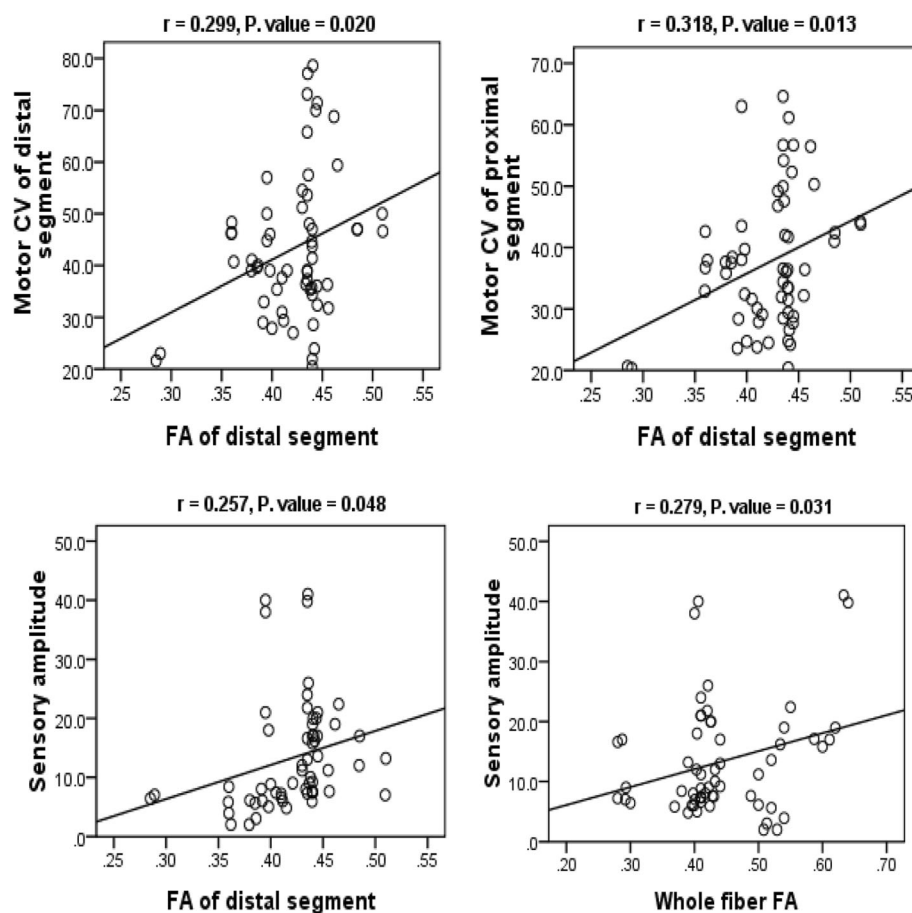 r = 0.299, P. value = 0.020
Motor CV of distal
segment
80.0
70.0
60.0
50.0
40.0
30.0
20.0
.25 .30 .35 .40 .45 .50 .55
FA of distal segment
r = 0.318, P. value = 0.013
Motor CV of proximal
segment
70.0
60.0
50.0
40.0
30.0
20.0
.25 .30 .35 .40 .45 .50 .55
FA of distal segment
r = 0.257, P. value = 0.048
Sensory amplitude
50.0
40.0
30.0
20.0
10.0
.0
.25 .30 .35 .40 .45 .50 .55
FA of distal segment
r = 0.279, P. value = 0.031
Sensory amplitude
50.0
40.0
30.0
20.0
10.0
.0
.20 .30 .40 .50 .60 .70
Whole fiber FA